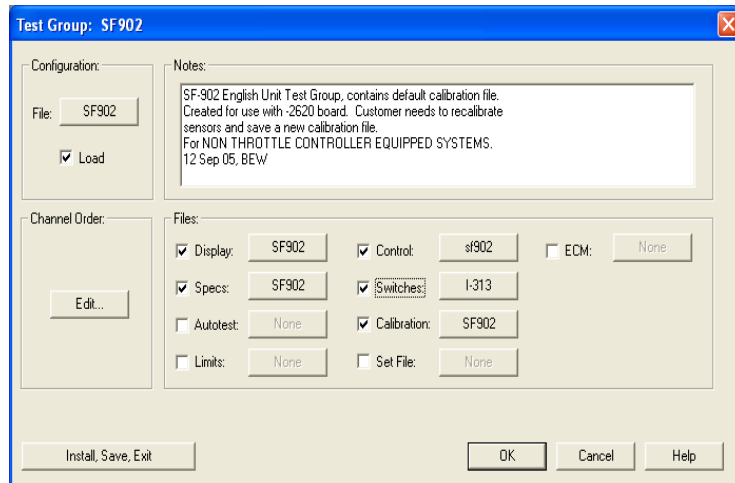 Test Group: SF902
Configuration:
File: SF902
Load
Notes:
SF-902 English Unit Test Group, contains default calibration file.
Created for use with -2620 board. Customer needs to recalibrate
sensors and save a new calibration file.
For NON THROTTLE CONTROLLER EQUIPPED SYSTEMS.
12 Sep 05, BEW
Channel Order:
Edit...
Files:
Display: SF902 Control: sf902 ECM: None
Specs: SF902 Switches: I-313
Autotest: None Calibration: SF902
Limits: None Set File: None
Install, Save, Exit OK Cancel Help